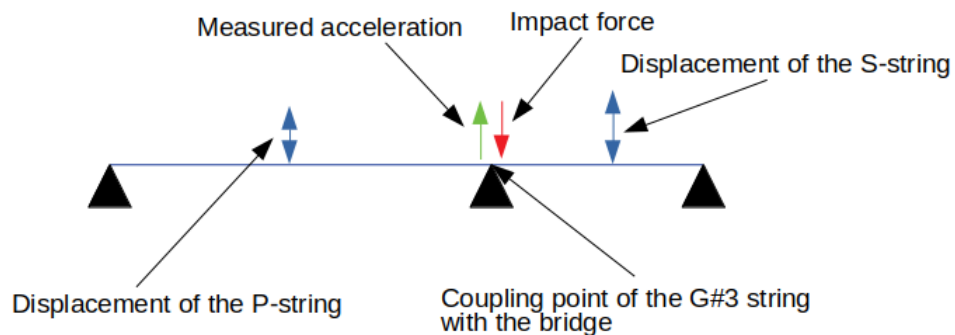 Measured acceleration
Impact force
Displacement of the S-string
Displacement of the P-string
Coupling point of the G#3 string
with the bridge